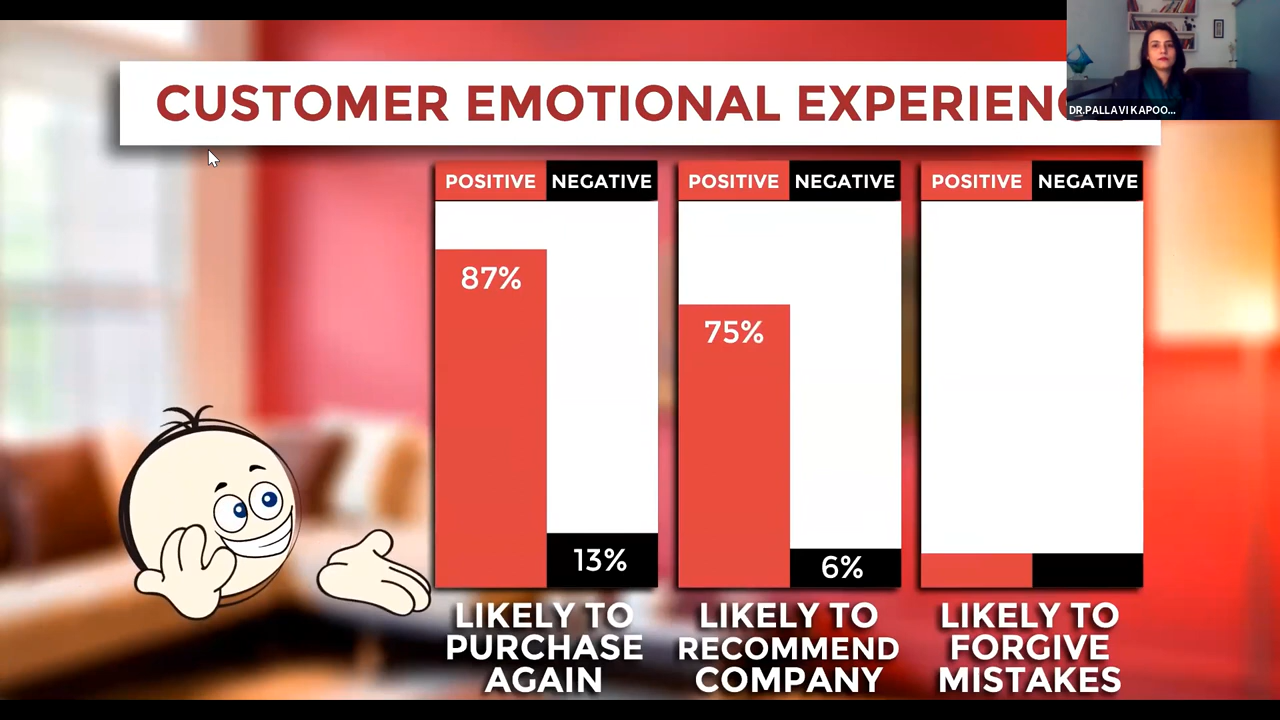 CUSTOMER EMOTIONAL EXPERIENC
DR.PALLAVI KAPOO...
POSITIVE NEGATIVE POSITIVE NEGATIVE POSITIVE NEGATIVE
87%
75%
13%
6%
LIKELY TO PURCHASE AGAIN
LIKELY TO RECOMMEND COMPANY
LIKELY TO FORGIVE MISTAKES